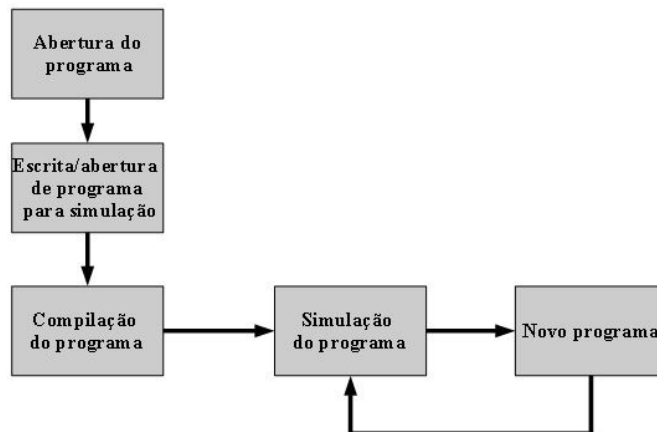 Abertura do
programa
Escrita/abertura
de programa
para simulação
Compilação
do programa
Simulação
do programa
Novo programa